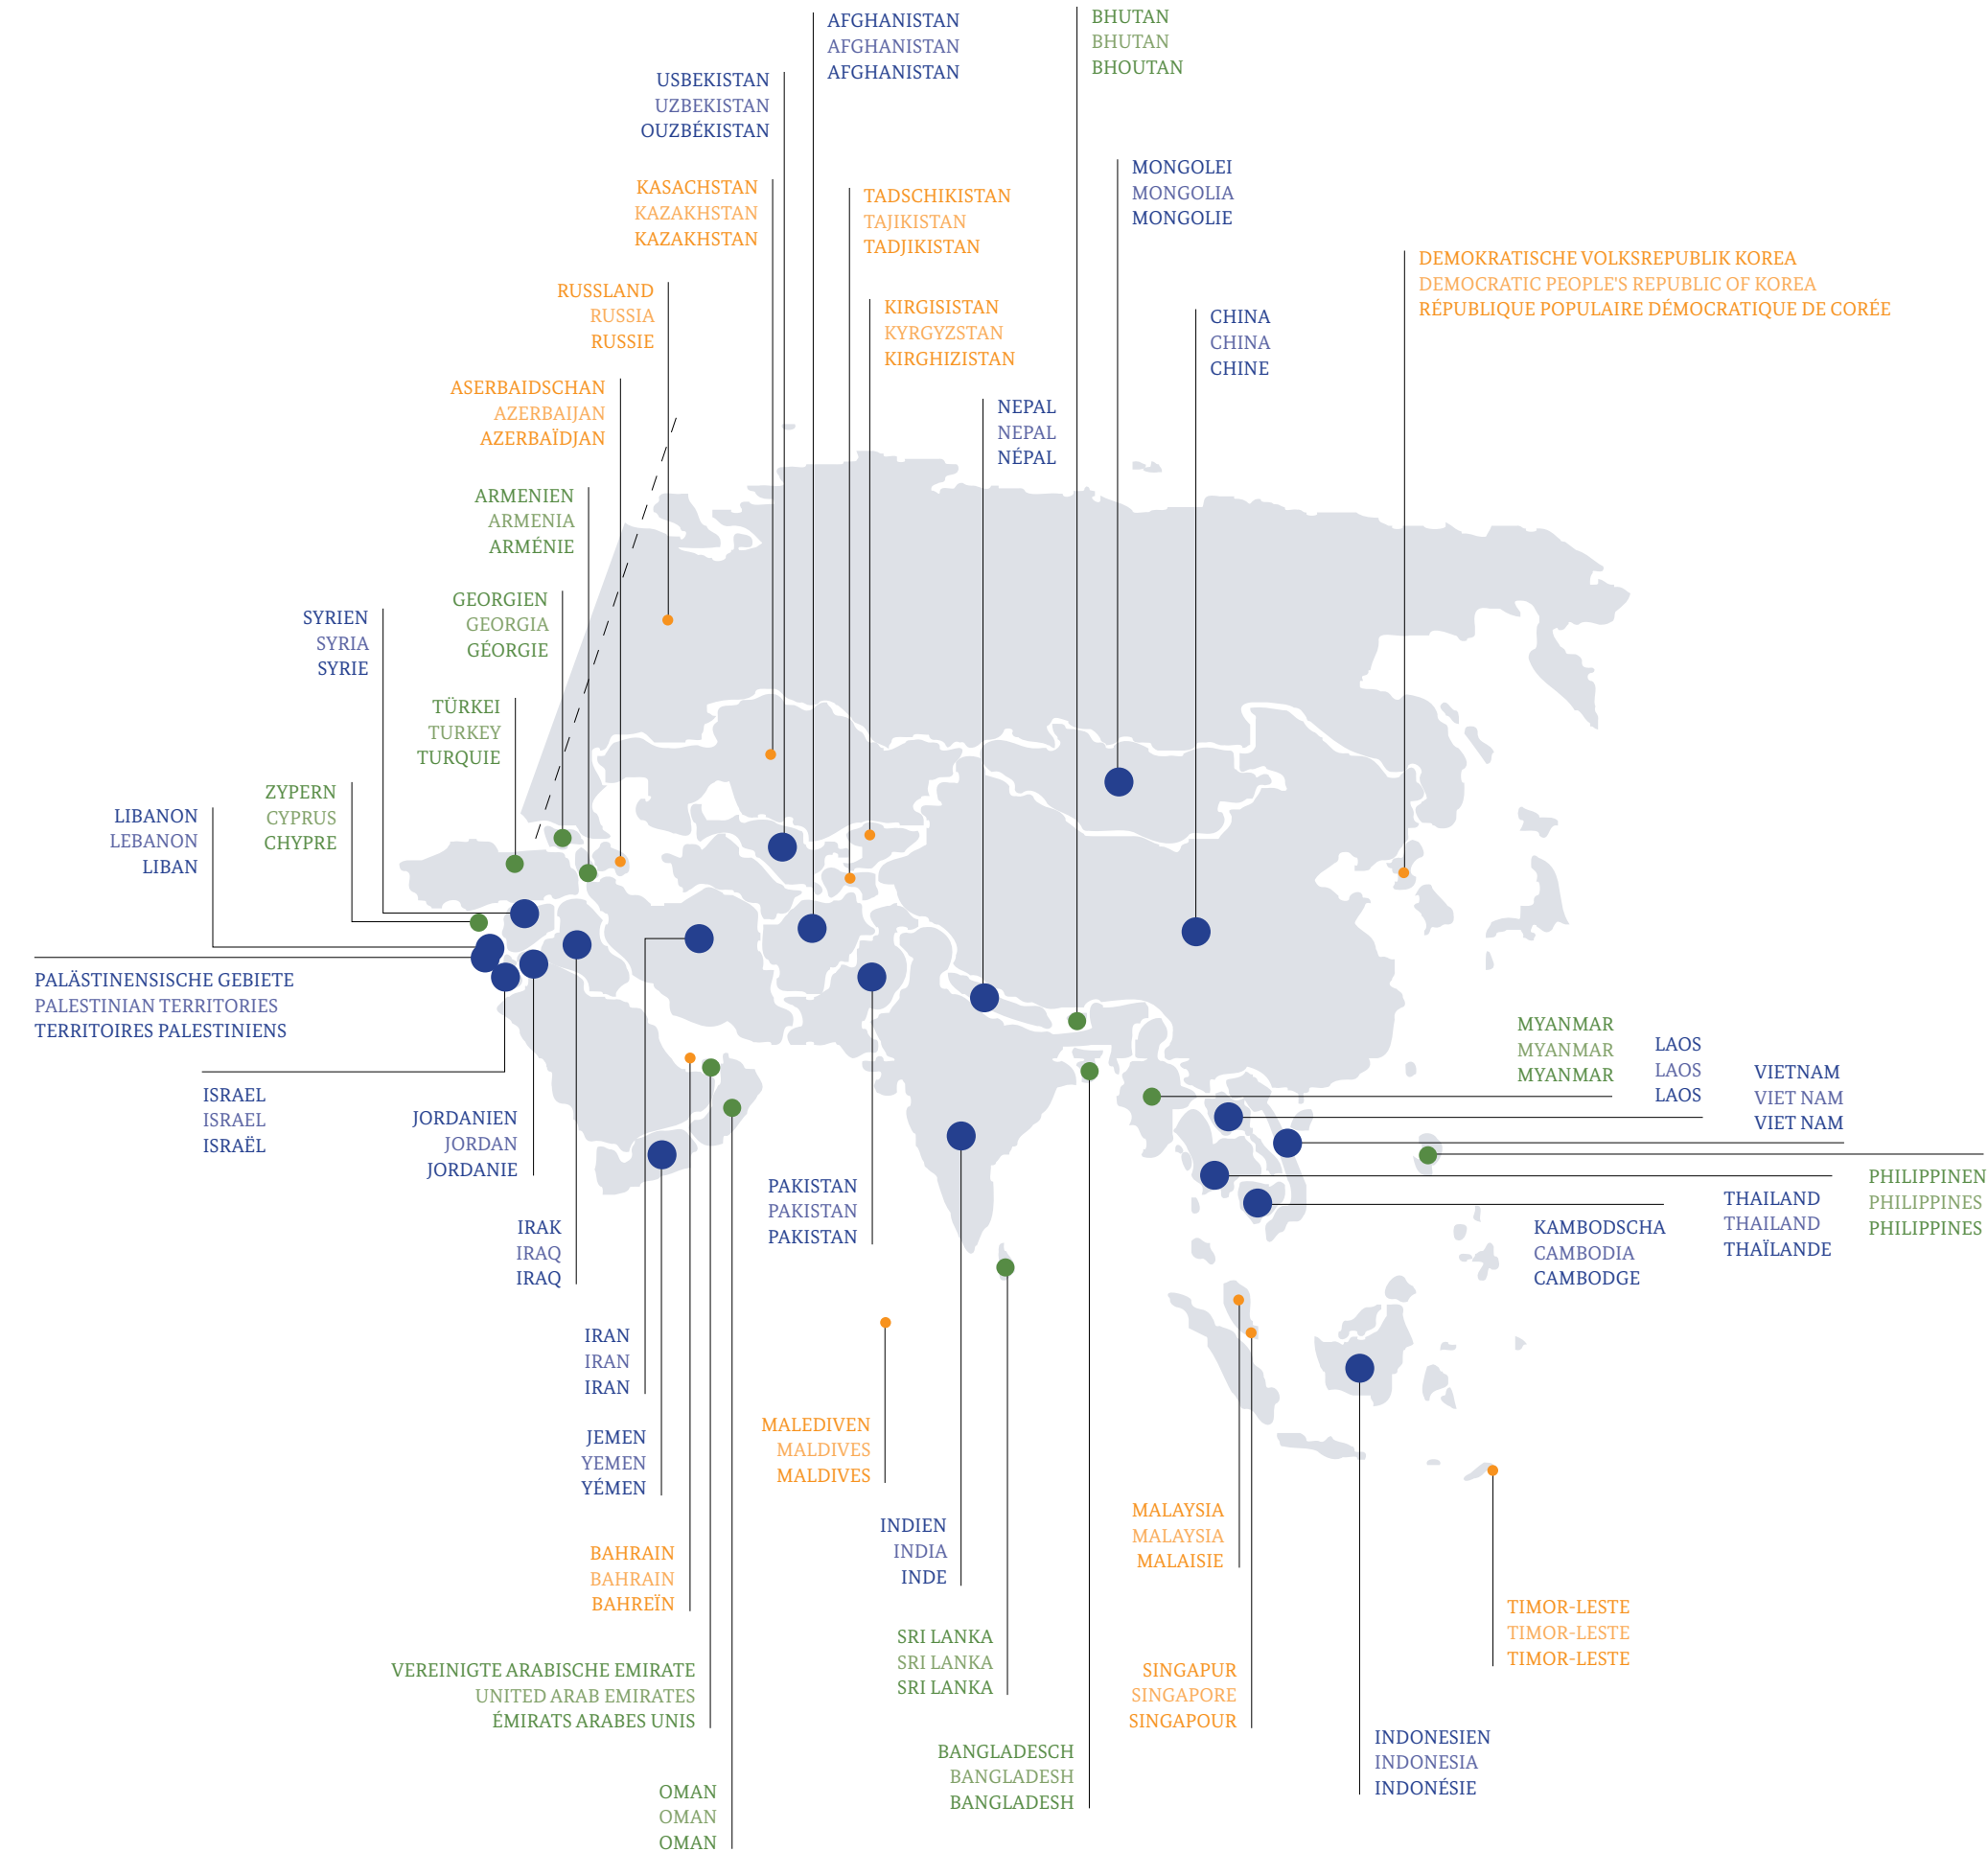 AFGHANISTAN
AFGHANISTAN
AFGHANISTAN
BHUTAN
BHUTAN
BHOUTAN
USBEKISTAN
UZBEKISTAN
OUZBÉKISTAN
MONGOLEI
MONGOLIA
MONGOLIE
KASACHSTAN
KAZAKHSTAN
KAZAKHSTAN
TADSCHIKISTAN
TAJIKISTAN
TADJIKISTAN
DEMOKRATISCHE VOLKSREPUBLIK KOREA
DEMOCRATIC PEOPLE'S REPUBLIC OF KOREA
RÉPUBLIQUE POPULAIRE DÉMOCRATIQUE DE CORÉE
RUSSLAND
RUSSIA
RUSSIE
KIRGISISTAN
KYRGYZSTAN
KIRGHIZISTAN
CHINA
CHINA
CHINE
ASERBAIDSCHAN
AZERBAIJAN
AZERBAÏDJAN
NEPAL
NEPAL
NÉPAL
ARMENIEN
ARMENIA
ARMÉNIE
GEORGIEN
GEORGIA
GÉORGIE
SYRIEN
SYRIA
SYRIE
TÜRKEI
TURKEY
TURQUIE
ZYPERN
CYPRUS
CHYPRE
LIBANON
LEBANON
LIBAN
PALÄSTINENSISCHE GEBIETE
PALESTINIAN TERRITORIES
TERRITOIRES PALESTINIENS
MYANMAR
MYANMAR
MYANMAR
LAOS
LAOS
LAOS
VIETNAM
VIET NAM
VIET NAM
ISRAEL
ISRAEL
ISRAËL
JORDANIEN
JORDAN
JORDANIE
PHILIPPINEN
PHILIPPINES
PHILIPPINES
PAKISTAN
PAKISTAN
PAKISTAN
THAILAND
THAILAND
THAÏLANDE
IRAK
IRAQ
IRAQ
KAMBODSCHA
CAMBODIA
CAMBODGE
IRAN
IRAN
IRAN
MALEDIVEN
MALDIVES
MALDIVES
JEMEN
YEMEN
YÉMEN
MALAYSIA
MALAYSIA
MALAISIE
INDIEN
INDIA
INDE
BAHRAIN
BAHRAIN
BAHREÏN
TIMOR-LESTE
TIMOR-LESTE
TIMOR-LESTE
SRI LANKA
SRI LANKA
SRI LANKA
VEREINIGTE ARABISCHE EMIRATE
UNITED ARAB EMIRATES
ÉMIRATS ARABES UNIS
SINGAPUR
SINGAPORE
SINGAPOUR
INDONESIEN
INDONESIA
INDONÉSIE
BANGLADESCH
BANGLADESH
BANGLADESH
OMAN
OMAN
OMAN